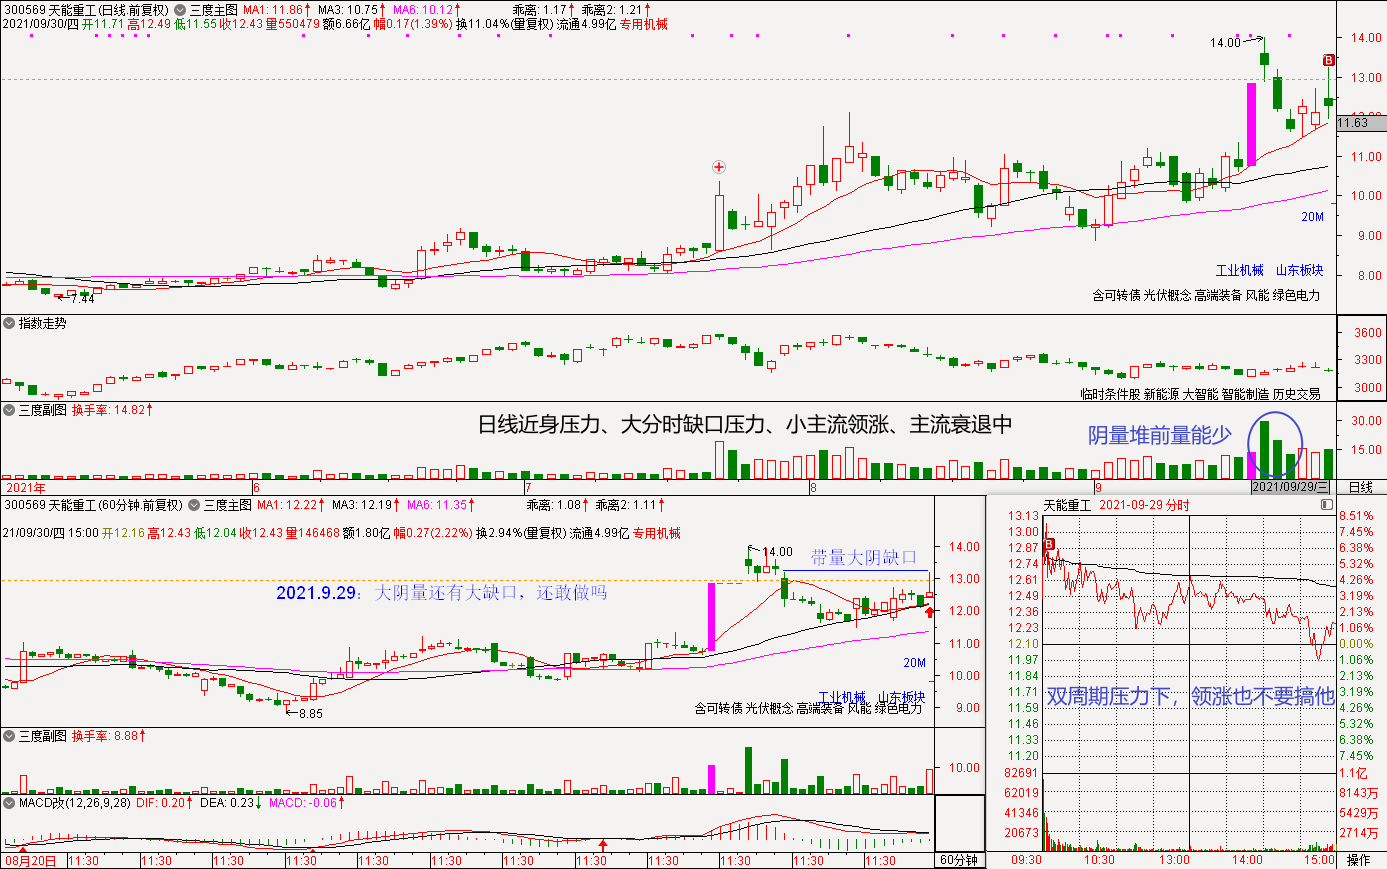 300569 天能重工(日线.前复权) 三度主图 MA1: 11.86↑ MA3: 10.75↑ MA6: 10.12↑ 乖离: 1.17↑ 乖离2: 1.21↑
2021/09/30/四 开11.71 高12.49 低11.55 收12.43 量550479 额6.66亿 幅0.17(1.39%) 换11.04%(重复权) 流通4.99亿 专用机械
14.00
14.00
B
13.00
11.63
11.00
10.00
20M
9.00
工业机械 山东板块
8.00
7.44
含可转债 光伏概念 高端装备 风能 绿色电力
指数走势
3600
3300
3000
临时条件股 新能源 大智能 智能制造 历史交易
三度副图 换手率: 14.82↑
日线近身压力、大分时缺口压力、小主流领涨、主流衰退中
阴量堆前量能少
30.00
15.00
2021年 6 7 8 9 2021/09/29/三 日线
300569 天能重工(60分钟.前复权) 三度主图 MA1: 12.22↑ MA3: 12.19↑ MA6: 11.35↑ 乖离: 1.08↑ 乖离2: 1.11↑
21/09/30/四 15:00 开12.16 高12.43 低12.04 收12.43 量146468 额1.80亿 幅0.27(2.22%) 换2.94%(重复权) 流通4.99亿 专用机械
14.00
14.00
带量大阴缺口
13.00
2021.9.29：大阴量还有大缺口，还敢做吗
12.00
11.00
20M
10.00
工业机械 山东板块
含可转债 光伏概念 高端装备 风能 绿色电力
9.00
8.85
三度副图 换手率: 8.88↑
10.00
MACD改(12,26,9,28) DIF: 0.20↑ DEA: 0.23↓ MACD: -0.06↑
08月20日 11:30 11:30 11:30 11:30 11:30 11:30 11:30 11:30 11:30 11:30 11:30 11:30 60分钟
天能重工 2021-09-29 分时
13.13 8.51%
13.00 7.45%
B
12.87 6.38%
12.74 5.32%
12.61 4.26%
12.49 3.19%
12.36 2.13%
12.23 1.06%
12.10 0.00%
11.97 1.06%
11.84 2.13%
11.71 3.19%
双周期压力下，领涨也不要搞他
11.59 4.26%
11.46 5.32%
11.33 6.38%
11.20 7.45%
82691 1.1亿
62019 8143万
41346 5429万
20673 2714万
09:30 10:30 13:00 14:00 15:00 操作